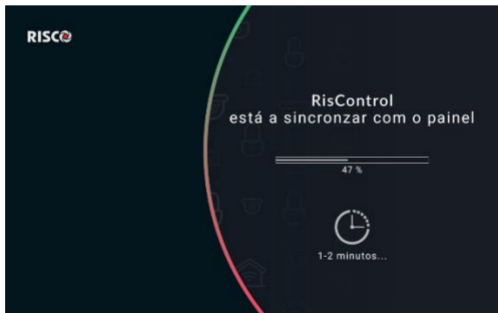 RISCO
RisControl
está a sincronzar com o painel
47 %
1-2 minutos...